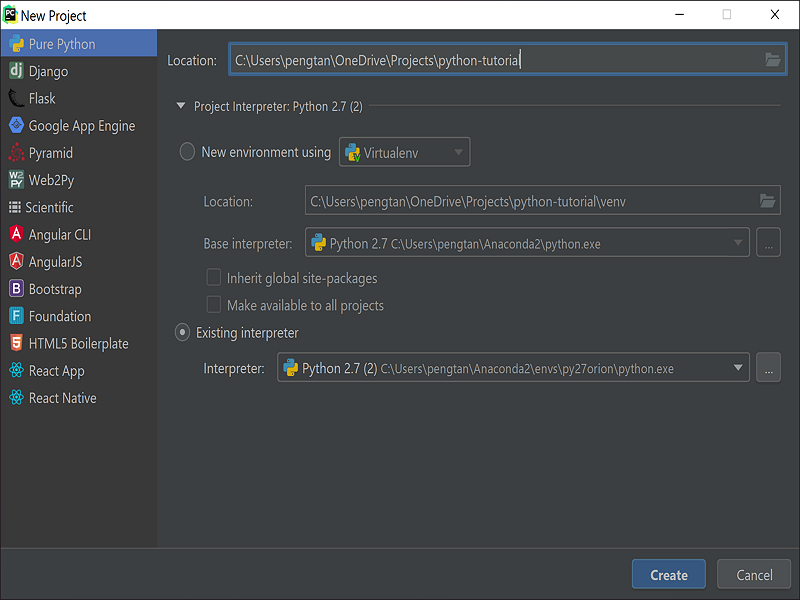 New Project
Pure Python
Django
Flask
Google App Engine
Pyramid
Web2Py
Scientific
Angular CLI
AngularJS
Bootstrap
Foundation
HTML5 Boilerplate
React App
React Native
Location: C:\Users\pengtan\OneDrive\Projects\python-tutorial
Project Interpreter: Python 2.7 (2)
New environment using Virtualenv
Location: C:\Users\pengtan\OneDrive\Projects\python-tutorial\venv
Base interpreter: Python 2.7 C:\Users\pengtan\Anaconda2\python.exe ...
Inherit global site-packages
Make available to all projects
Existing interpreter
Interpreter: Python 2.7 (2) C:\Users\pengtan\Anaconda2\envs\py27orion\python.exe ...
Create Cancel